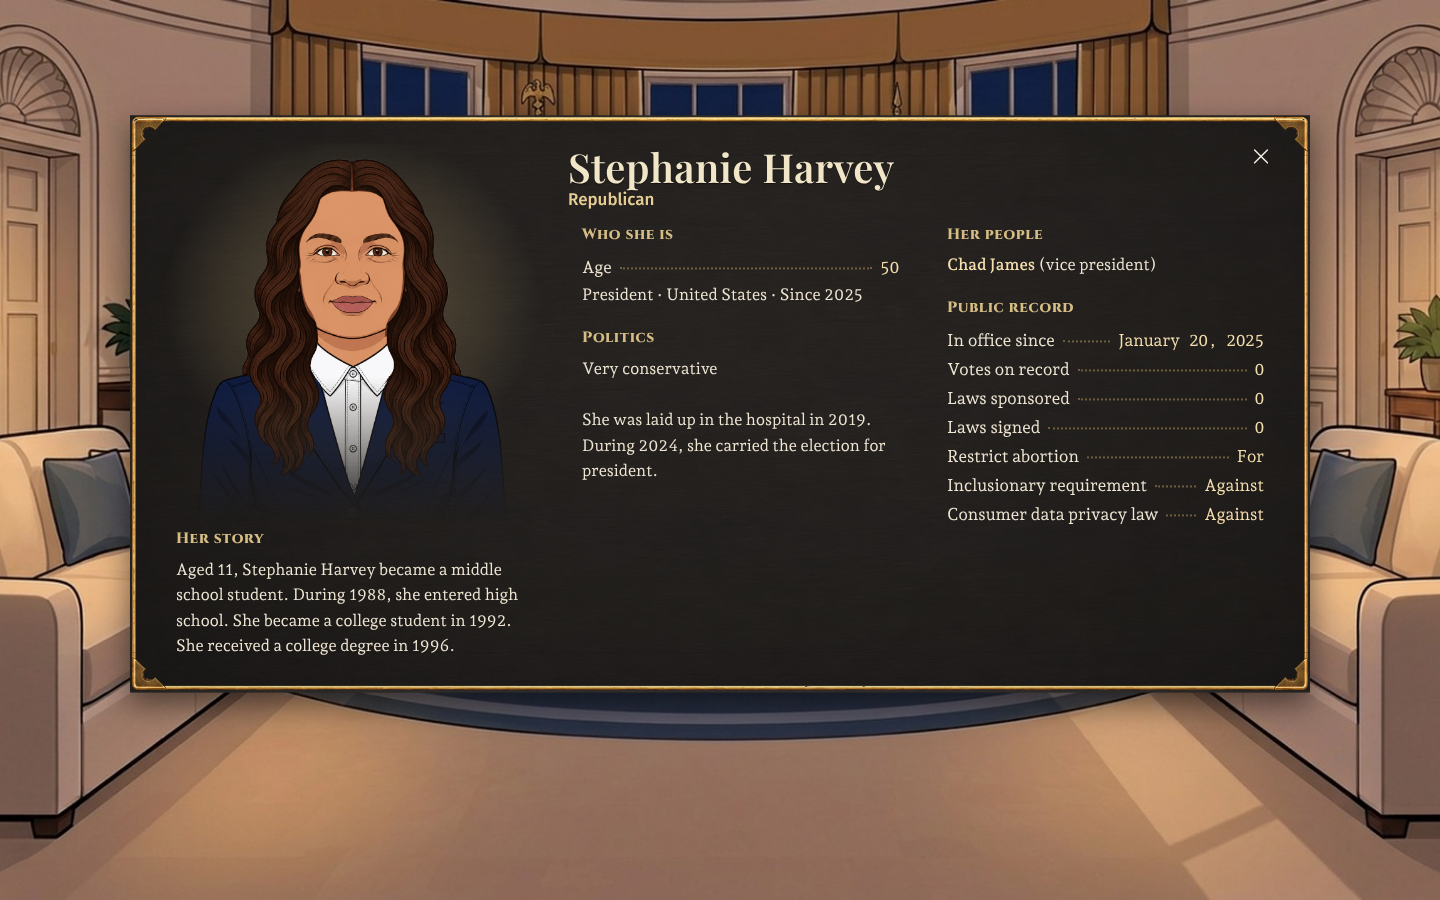 Stephanie Harvey
Republican
Who she is
Age 50
President · United States · Since 2025
Politics
Very conservative
She was laid up in the hospital in 2019.
During 2024, she carried the election for
president.
Her people
Chad James (vice president)
Public record
In office since January 20, 2025
Votes on record 0
Laws sponsored 0
Laws signed 0
Restrict abortion For
Inclusionary requirement Against
Consumer data privacy law Against
Her story
Aged 11, Stephanie Harvey became a middle
school student. During 1988, she entered high
school. She became a college student in 1992.
She received a college degree in 1996.